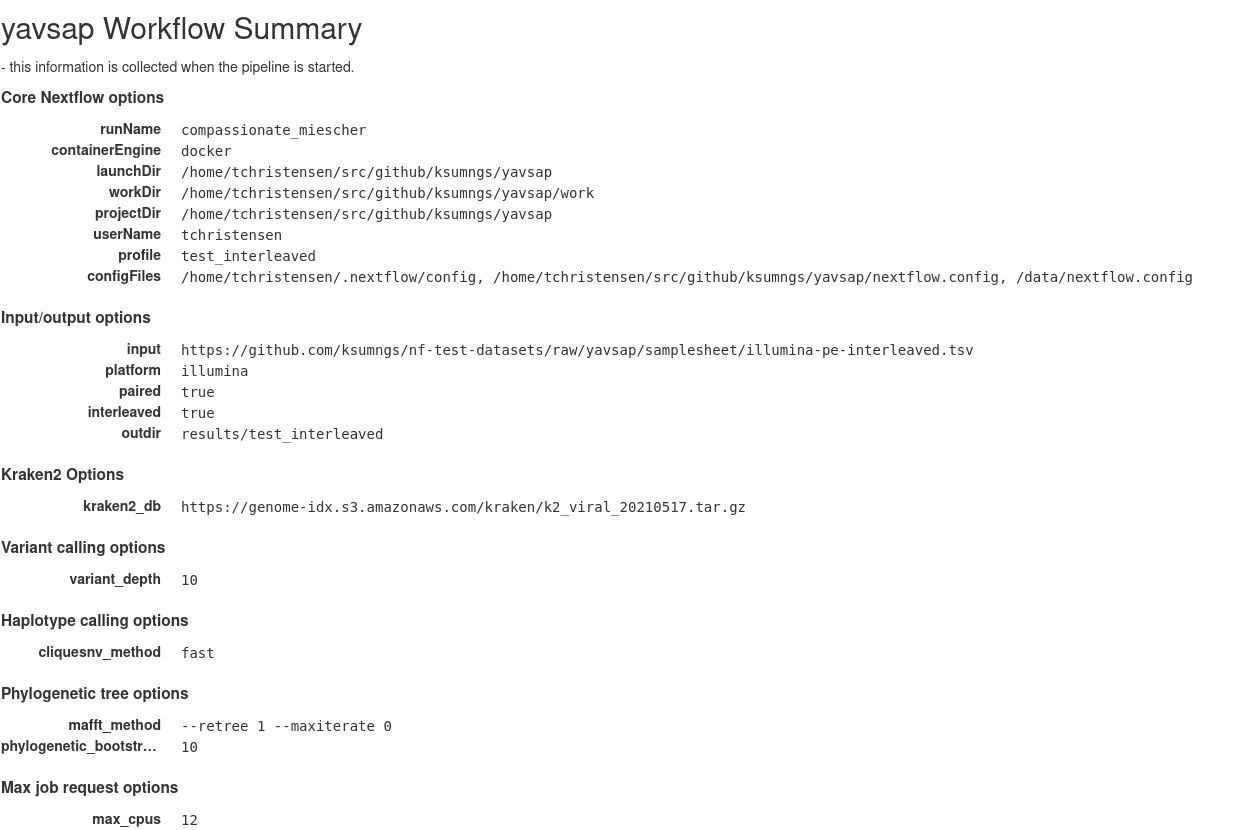 yavsap Workflow Summary
- this information is collected when the pipeline is started.
Core Nextflow options
runName compassionate_miescher
containerEngine docker
launchDir /home/tchristensen/src/github/ksumngs/yavsap
workDir /home/tchristensen/src/github/ksumngs/yavsap/work
projectDir /home/tchristensen/src/github/ksumngs/yavsap
userName tchristensen
profile test_interleaved
configFiles /home/tchristensen/.nextflow/config, /home/tchristensen/src/github/ksumngs/yavsap/nextflow.config, /data/nextflow.config
Input/output options
input https://github.com/ksumngs/nf-test-datasets/raw/yavsap/samplesheet/illumina-pe-interleaved.tsv
platform illumina
paired true
interleaved true
outdir results/test_interleaved
Kraken2 Options
kraken2_db https://genome-idx.s3.amazonaws.com/kraken/k2_viral_20210517.tar.gz
Variant calling options
variant_depth 10
Haplotype calling options
cliquesnv_method fast
Phylogenetic tree options
mafft_method --retree 1 --maxiterate 0
phylogenetic_bootstr... 10
Max job request options
max_cpus 12